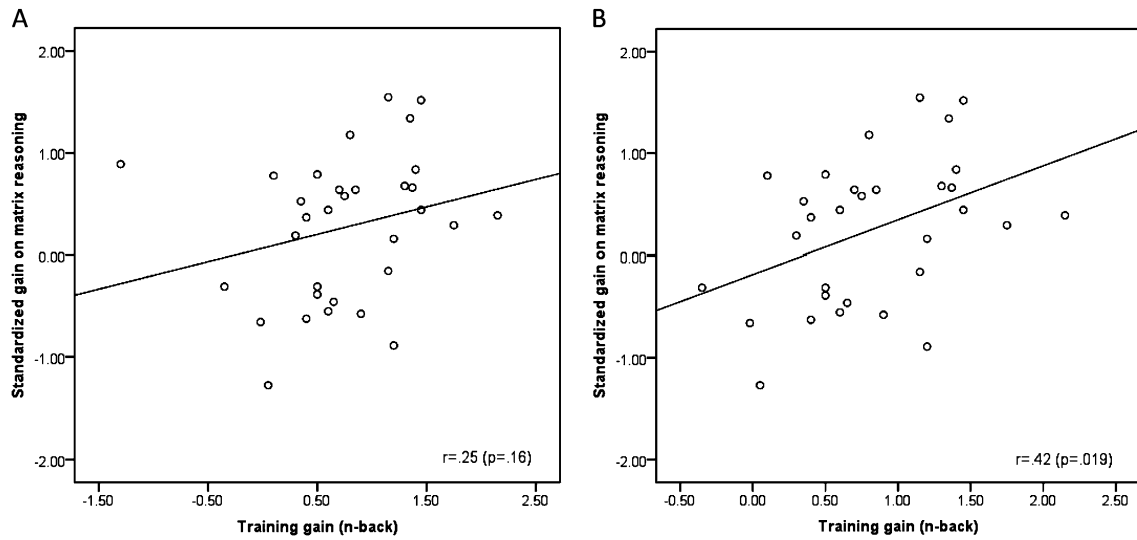 A
Standardized gain on matrix reasoning
2.00
1.00
0.00
-1.00
-2.00
r=.25 (p=.16)
-1.50
-0.50
0.50
1.50
2.50
Training gain (n-back)
B
Standardized gain on matrix reasoning
2.00
1.00
0.00
-1.00
-2.00
r=.42 (p=.019)
-0.50
0.00
0.50
1.00
1.50
2.00
2.50
Training gain (n-back)